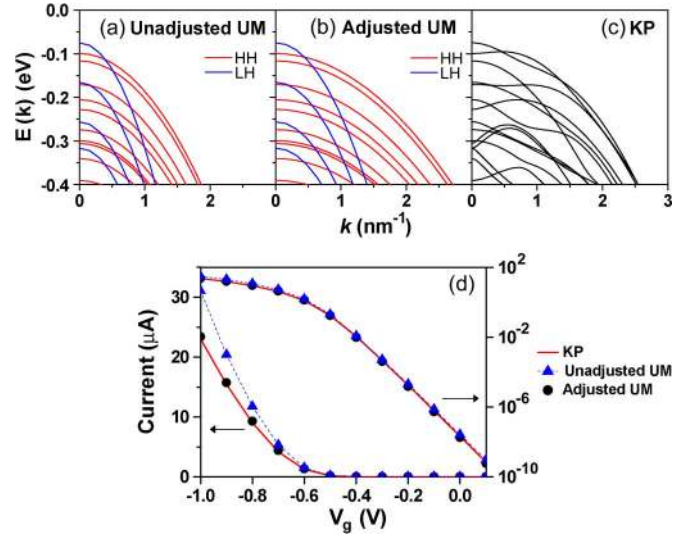 (a) Unadjusted UM
(b) Adjusted UM
(c) KP
HH
LH
HH
LH
E(k) (eV)
0.0
-0.1
-0.2
-0.3
-0.4
0 1 2
0 1 2
0 1 2 3
k (nm⁻¹)
(d)
Current (μA)
30
20
10
0
10²
10⁻²
10⁻⁶
10⁻¹⁰
KP
Unadjusted UM
Adjusted UM
-1.0 -0.8 -0.6 -0.4 -0.2 0.0
Vg (V)